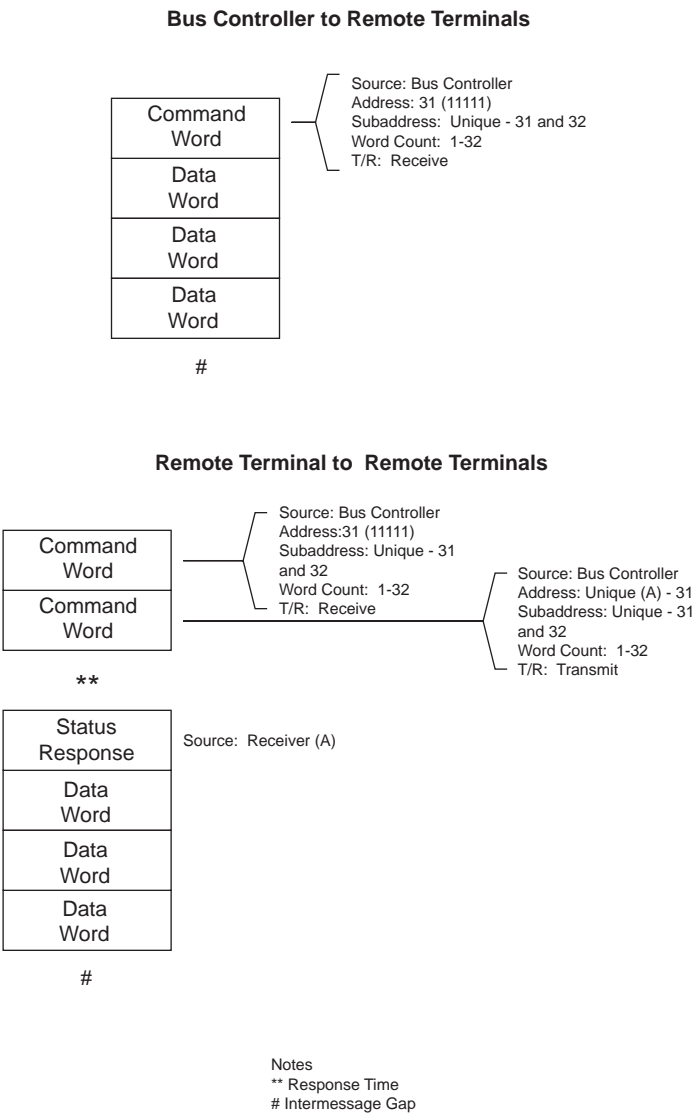 Bus Controller to Remote Terminals
Command
Word
Source: Bus Controller
Address: 31 (11111)
Subaddress: Unique - 31 and 32
Word Count: 1-32
T/R: Receive
Data
Word
Data
Word
Data
Word
#
Remote Terminal to Remote Terminals
Command
Word
Source: Bus Controller
Address:31 (11111)
Subaddress: Unique - 31
and 32
Word Count: 1-32
T/R: Receive
Command
Word
Source: Bus Controller
Address: Unique (A) - 31
Subaddress: Unique - 31
and 32
Word Count: 1-32
T/R: Transmit
**
Status
Response
Source: Receiver (A)
Data
Word
Data
Word
Data
Word
#
Notes
** Response Time
# Intermessage Gap